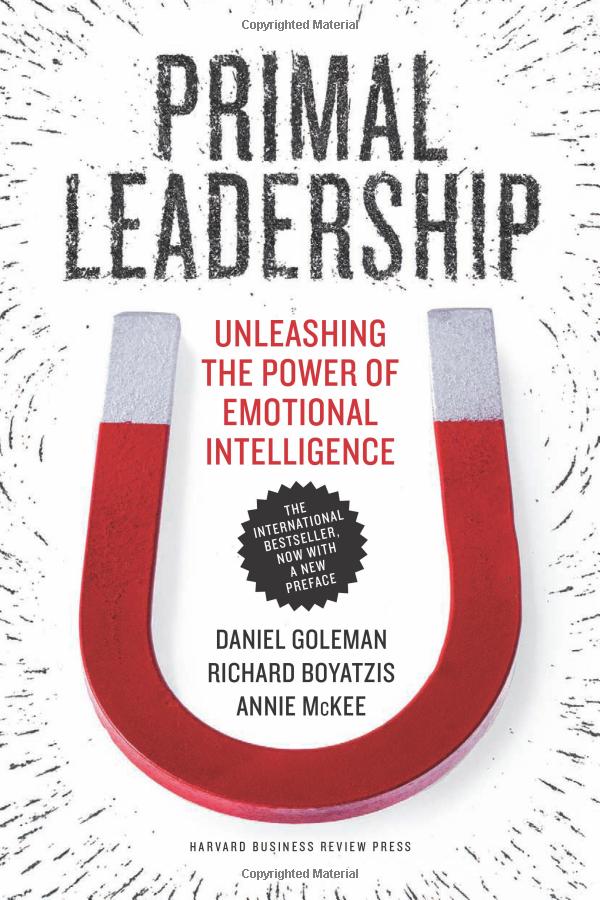 Copyrighted Material
PRIMAL
LEADERSHIP
UNLEASHING
THE POWER OF
EMOTIONAL
INTELLIGENCE
THE
INTERNATIONAL
BESTSELLER,
NOW WITH
A NEW
PREFACE
DANIEL GOLEMAN
RICHARD BOYATZIS
ANNIE McKEE
HARVARD BUSINESS REVIEW PRESS
Copyrighted Material